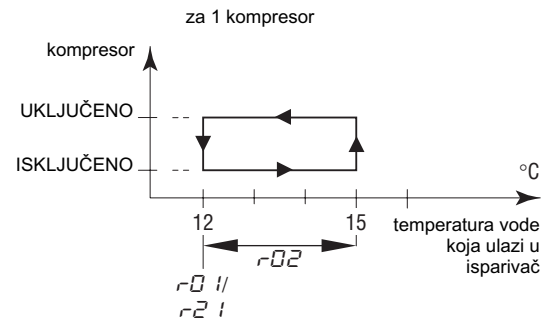 za 1 kompresor
kompresor
UKLJUČENO
ISKLJUČENO
°C
12
15
temperatura vode
koja ulazi u
isparivač
r02
r01/
r21